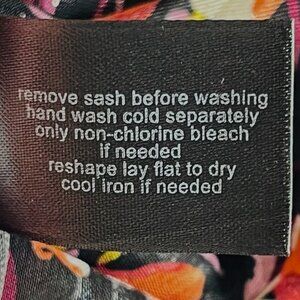 remove sash before washing
hand wash cold separately
only non-chlorine bleach
if needed
reshape lay flat to dry
cool iron if needed